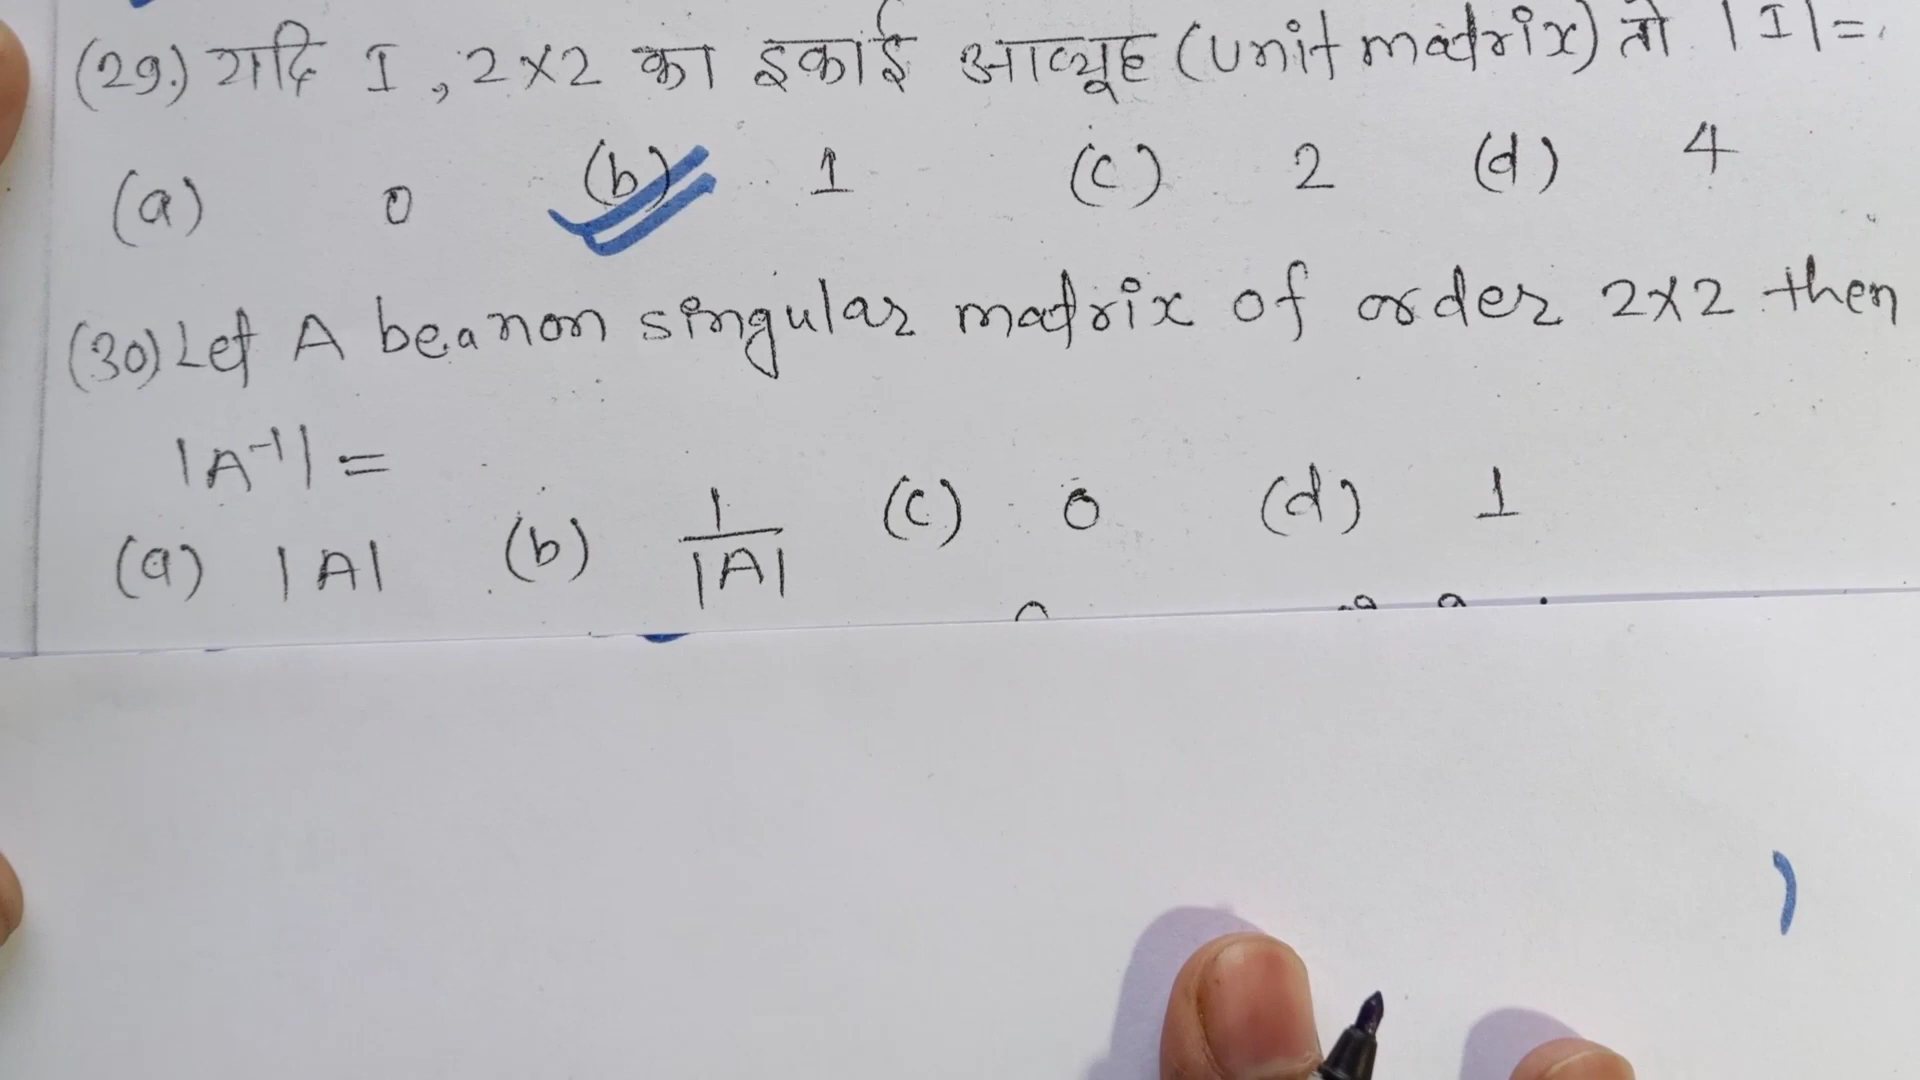 (29.) यदि I, 2×2 का इकाई आव्यूह (unit matrix) तो |I|=
(a) 0 (b) 1 (c) 2 (d) 4
(30) Let A be a non singular matrix of order 2×2 then
|A⁻¹| =
(a) |A| (b) 1/|A| (c) 0 (d) 1